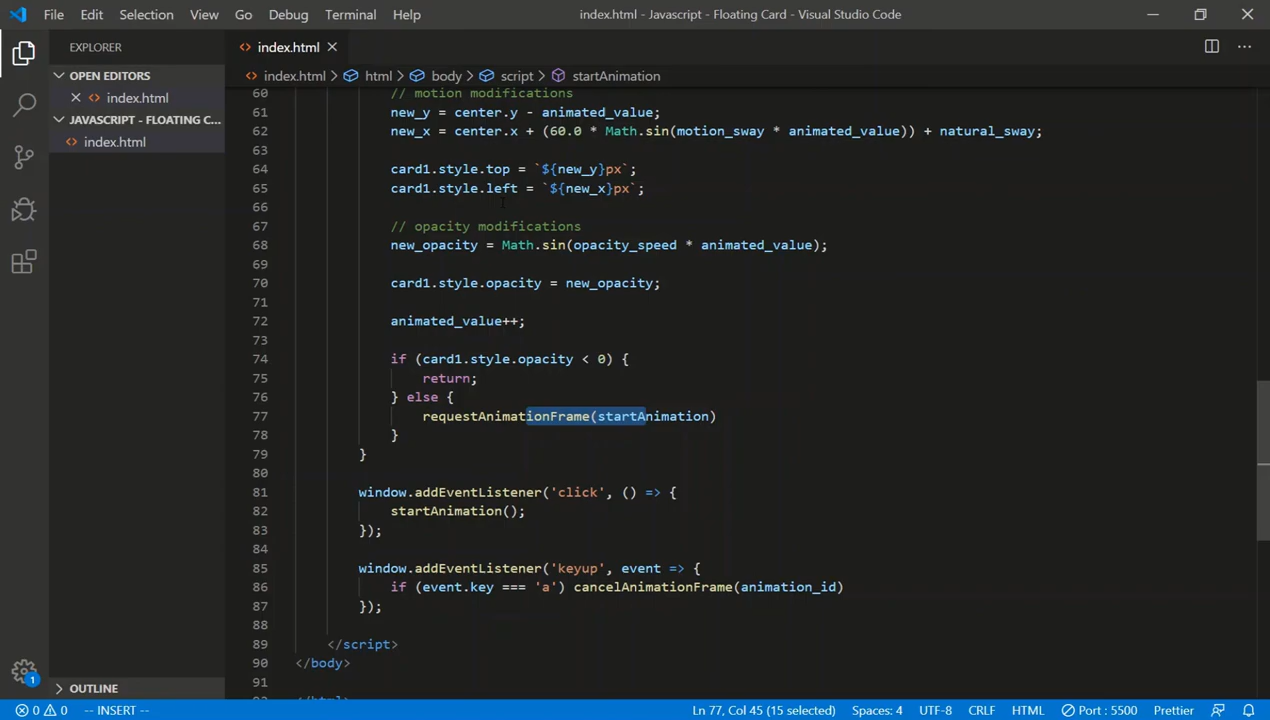 File Edit Selection View Go Debug Terminal Help index.html - Javascript - Floating Card - Visual Studio Code
EXPLORER
OPEN EDITORS
index.html
JAVASCRIPT - FLOATING C...
index.html
OUTLINE
1
index.html
index.html > html > body > script > startAnimation
60 // motion modifications
61 new_y = center.y - animated_value;
62 new_x = center.x + (60.0 * Math.sin(motion_sway * animated_value)) + natural_sway;
63
64 card1.style.top = `${new_y}px`;
65 card1.style.left = `${new_x}px`;
66
67 // opacity modifications
68 new_opacity = Math.sin(opacity_speed * animated_value);
69
70 card1.style.opacity = new_opacity;
71
72 animated_value++;
73
74 if (card1.style.opacity < 0) {
75 return;
76 } else {
77 requestAnimationFrame(startAnimation)
78 }
79 }
80
81 window.addEventListener('click', () => {
82 startAnimation();
83 });
84
85 window.addEventListener('keyup', event => {
86 if (event.key === 'a') cancelAnimationFrame(animation_id)
87 });
88
89 </script>
90 </body>
91
0 0 -- INSERT -- Ln 77, Col 45 (15 selected) Spaces: 4 UTF-8 CRLF HTML Port : 5500 Prettier